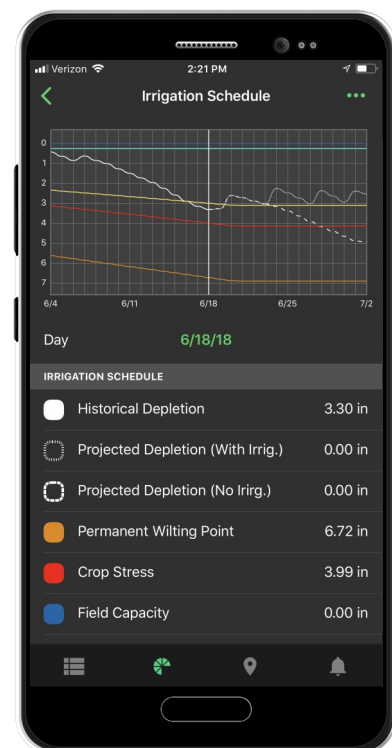 Verizon 2:21 PM
Irrigation Schedule
0
1
2
3
4
5
6
7
6/4 6/11 6/18 6/25 7/2
Day 6/18/18
IRRIGATION SCHEDULE
Historical Depletion 3.30 in
Projected Depletion (With Irrig.) 0.00 in
Projected Depletion (No Irirg.) 0.00 in
Permanent Wilting Point 6.72 in
Crop Stress 3.99 in
Field Capacity 0.00 in